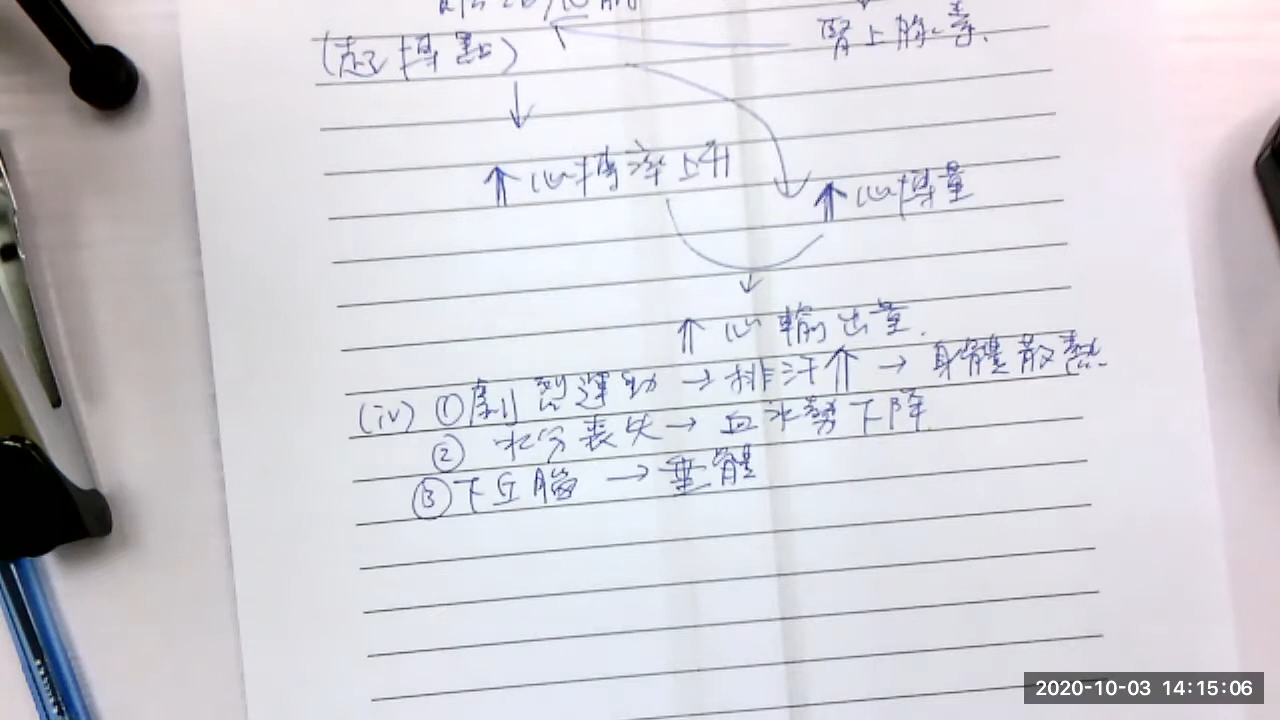 腎上腺素.
(起搏點)
↓
↑ 心搏率上升
↑ 心搏量
↓
↑ 心輸出量.
(iv) ①劇烈運動 → 排汗↑ → 身體散熱.
② 水分喪失→ 血水勢下降
③下丘腦 → 垂體
2020-10-03 14:15:06